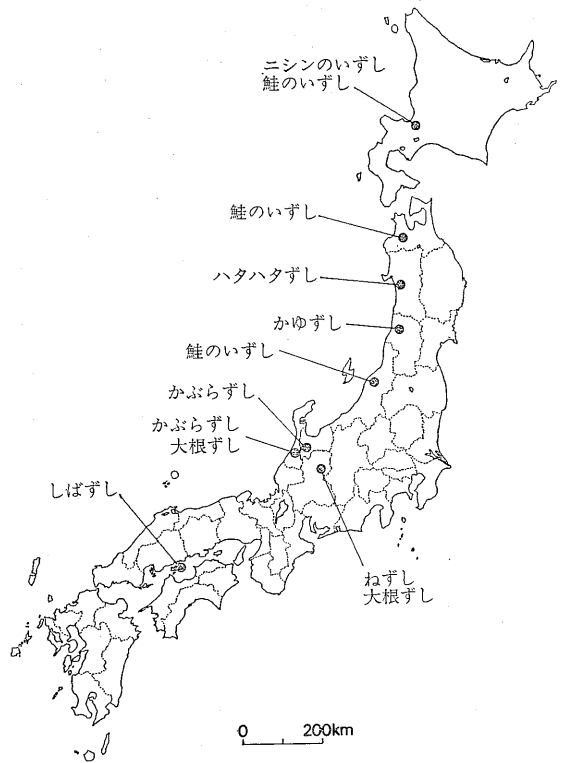 ニシンのいずし
鮭のいずし
鮭のいずし
ハタハタずし
かゆずし
鮭のいずし
かぶらずし
かぶらずし
大根ずし
しばずし
ねずし
大根ずし
0 200km